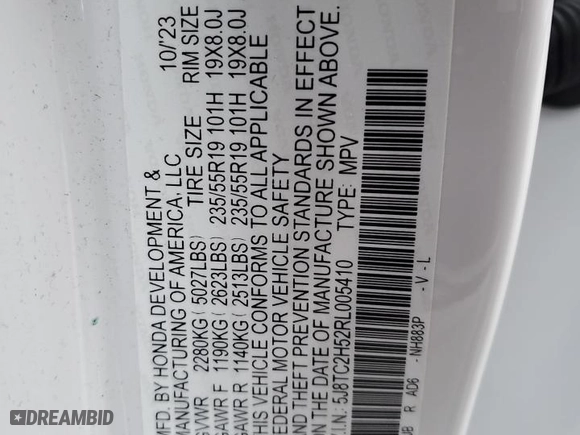 MFD. BY HONDA DEVELOPMENT &
MANUFACTURING OF AMERICA, LLC 10/'23
GVWR 2280KG (5027LBS) TIRE SIZE RIM SIZE
GAWR F 1190KG (2623LBS) 235/55R19 101H 19X8.0J
GAWR R 1140KG (2513LBS) 235/55R19 101H 19X8.0J
THIS VEHICLE CONFORMS TO ALL APPLICABLE
FEDERAL MOTOR VEHICLE SAFETY
AND THEFT PREVENTION STANDARDS IN EFFECT
ON THE DATE OF MANUFACTURE SHOWN ABOVE.
V.I.N.: 5J8TC2H52RL005410 TYPE: MPV
R AD6 -NH883P -V -L
DREAMBID